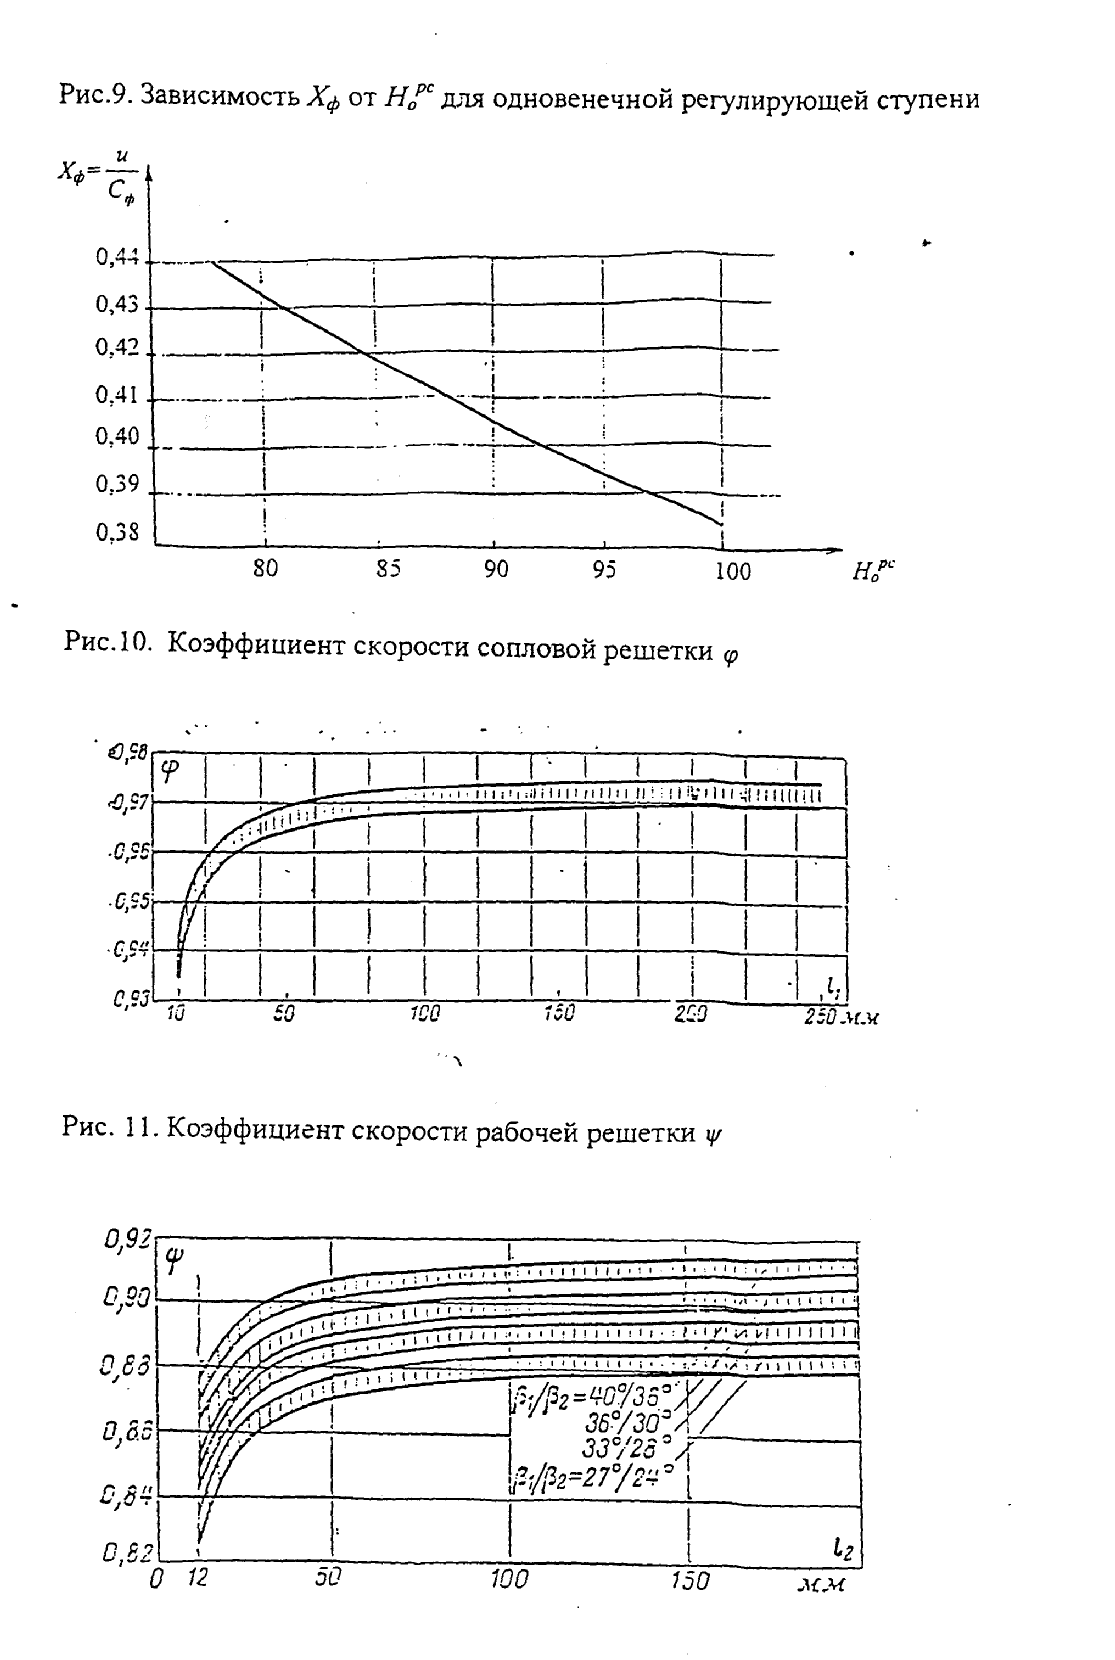 Рис.9. Зависимость Xф от Hₒᵖᶜ для одновенечной регулирующей ступени
Xф= u / Cф
0,44
0,43
0,42
0,41
0,40
0,39
0,38
80 85 90 95 100 Hₒᵖᶜ
Рис.10. Коэффициент скорости сопловой решетки φ
0,98
φ
0,97
0,96
0,95
0,94
0,93
l₁
10 50 100 150 200 250 мм
Рис. 11. Коэффициент скорости рабочей решетки ψ
0,92
ψ
0,90
0,88
β₁/β₂=40°/36°
36°/30°
0,86
33°/28°
β₁/β₂=27°/24°
0,84
0,82
l₂
0 12 50 100 150 мм